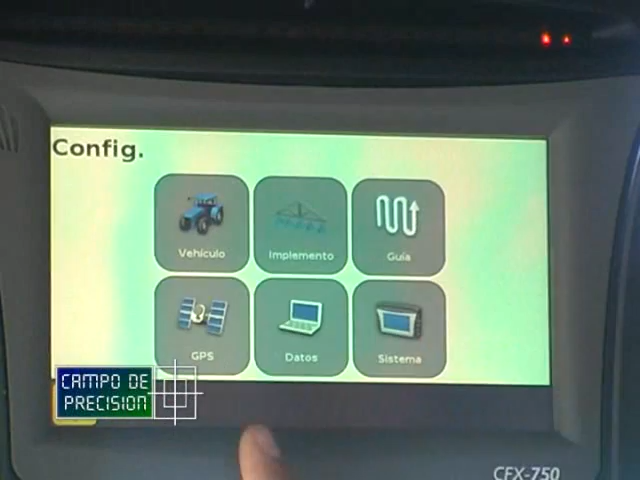 Config.
Vehículo
Implemento
Guía
GPS
Datos
Sistema
CAMPO DE
PRECISION
CFX-750